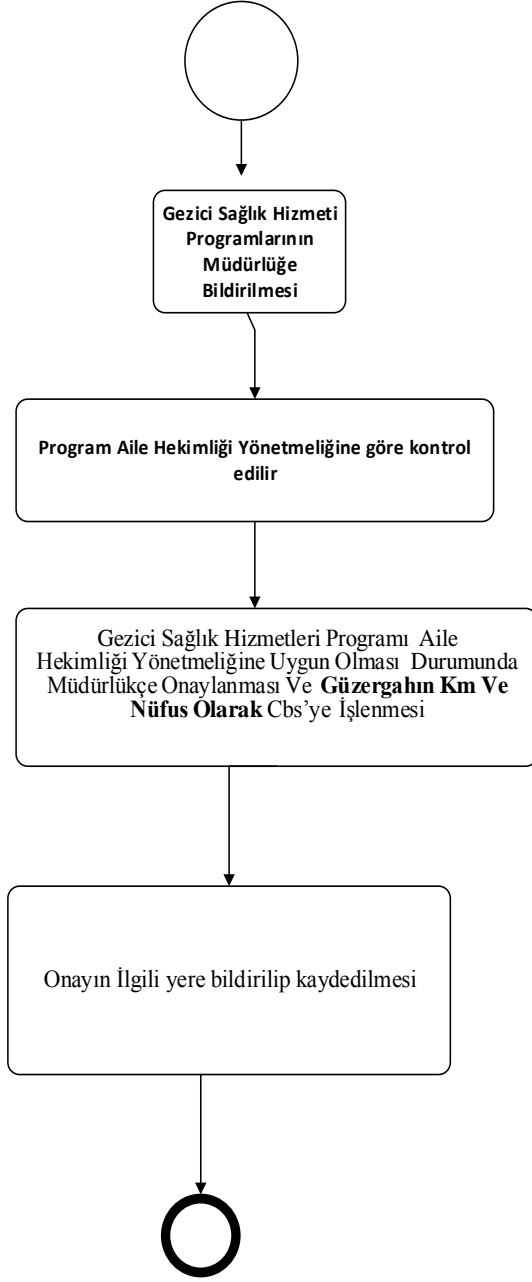 Gezici Sağlık Hizmeti
Programlarının
Müdürlüğe
Bildirilmesi
Program Aile Hekimliği Yönetmeliğine göre kontrol
edilir
Gezici Sağlık Hizmetleri Programı Aile
Hekimliği Yönetmeliğine Uygun Olması Durumunda
Müdürlükçe Onaylanması Ve Güzergahın Km Ve
Nüfus Olarak Cbs’ye İşlenmesi
Onayın İlgili yere bildirilip kaydedilmesi